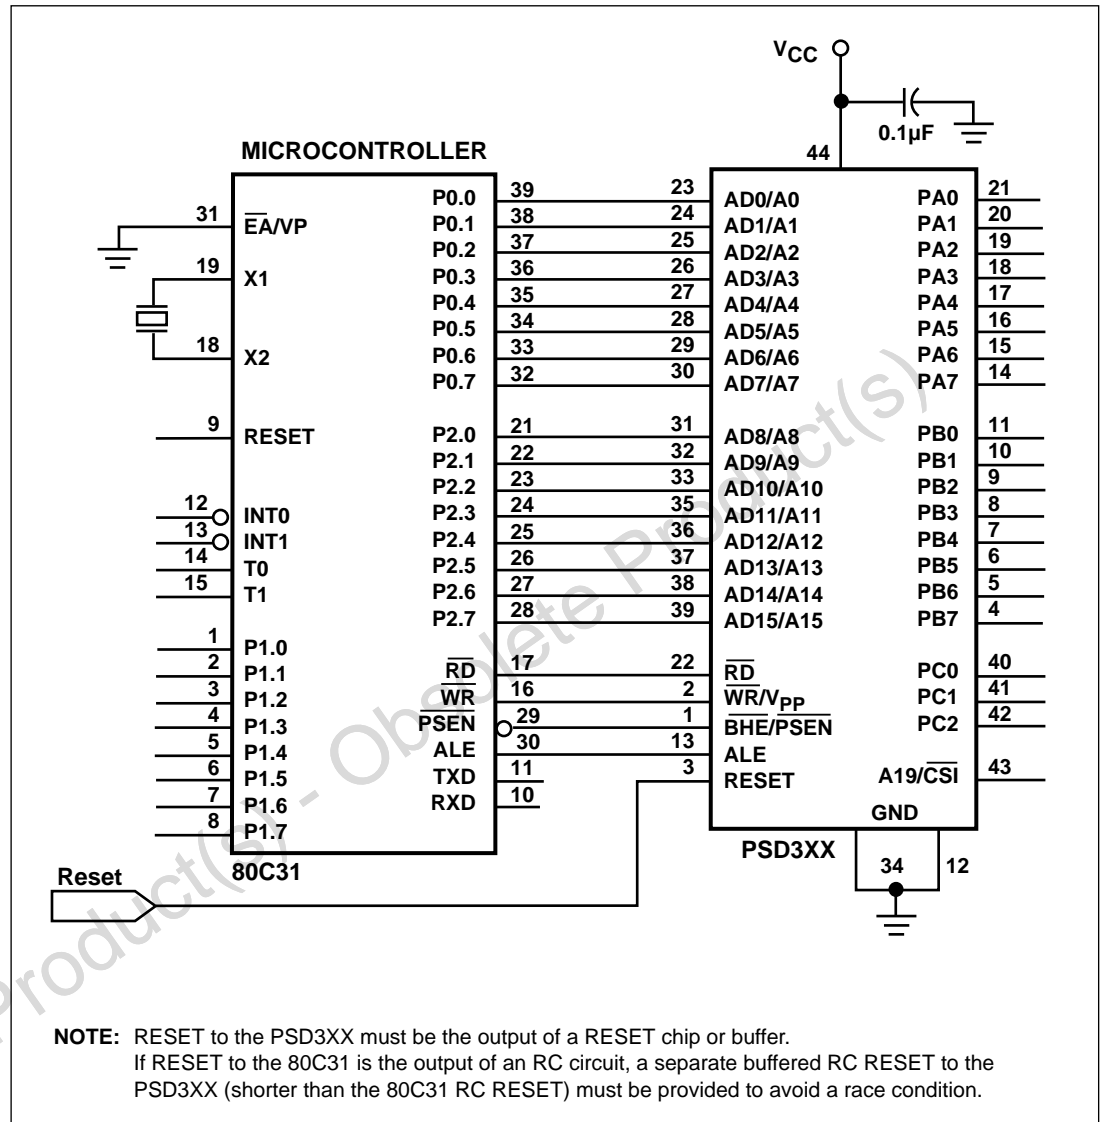 VCC
0.1µF
44
MICROCONTROLLER
31 EA/VP
19 X1
18 X2
9 RESET
12 INT0
13 INT1
14 T0
15 T1
1 P1.0
2 P1.1
3 P1.2
4 P1.3
5 P1.4
6 P1.5
7 P1.6
8 P1.7
P0.0 39
P0.1 38
P0.2 37
P0.3 36
P0.4 35
P0.5 34
P0.6 33
P0.7 32
P2.0 21
P2.1 22
P2.2 23
P2.3 24
P2.4 25
P2.5 26
P2.6 27
P2.7 28
RD 17
WR 16
PSEN 29
ALE 30
TXD 11
RXD 10
80C31
23 AD0/A0
24 AD1/A1
25 AD2/A2
26 AD3/A3
27 AD4/A4
28 AD5/A5
29 AD6/A6
30 AD7/A7
31 AD8/A8
32 AD9/A9
33 AD10/A10
35 AD11/A11
36 AD12/A12
37 AD13/A13
38 AD14/A14
39 AD15/A15
22 RD
2 WR/VPP
1 BHE/PSEN
13 ALE
3 RESET
PA0 21
PA1 20
PA2 19
PA3 18
PA4 17
PA5 16
PA6 15
PA7 14
PB0 11
PB1 10
PB2 9
PB3 8
PB4 7
PB5 6
PB6 5
PB7 4
PC0 40
PC1 41
PC2 42
A19/CSI 43
GND
PSD3XX
34 12
Reset
Product(s) - Obsolete Product(s)
NOTE: RESET to the PSD3XX must be the output of a RESET chip or buffer.
If RESET to the 80C31 is the output of an RC circuit, a separate buffered RC RESET to the
PSD3XX (shorter than the 80C31 RC RESET) must be provided to avoid a race condition.